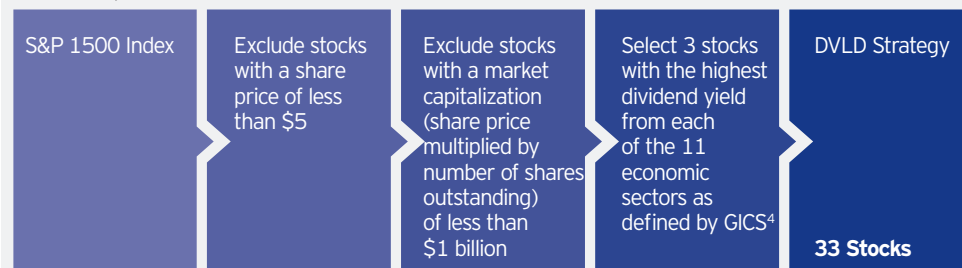 S&P 1500 Index
Exclude stocks
with a share
price of less
than $5
Exclude stocks
with a market
capitalization
(share price
multiplied by
number of shares
outstanding)
of less than
$1 billion
Select 3 stocks
with the highest
dividend yield
from each
of the 11
economic
sectors as
defined by GICS⁴
DVLD Strategy
33 Stocks